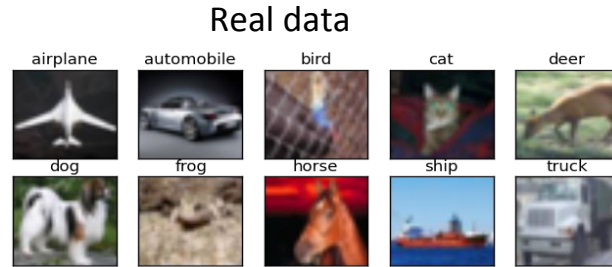 Real data
airplane automobile bird cat deer
dog frog horse ship truck